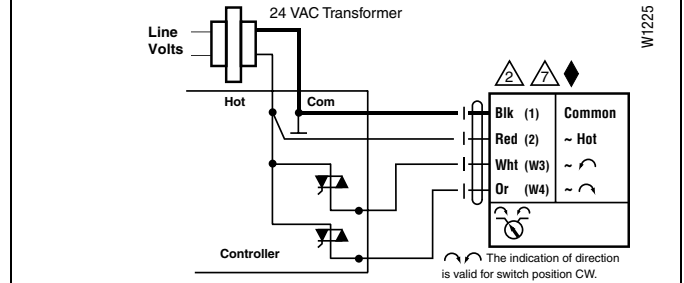 24 VAC Transformer
Line
Volts
W1225
2 7
Hot Com
Blk (1) Common
Red (2) ~ Hot
Wht (W3) ~
Or (W4) ~
Controller
The indication of direction
is valid for switch position CW.